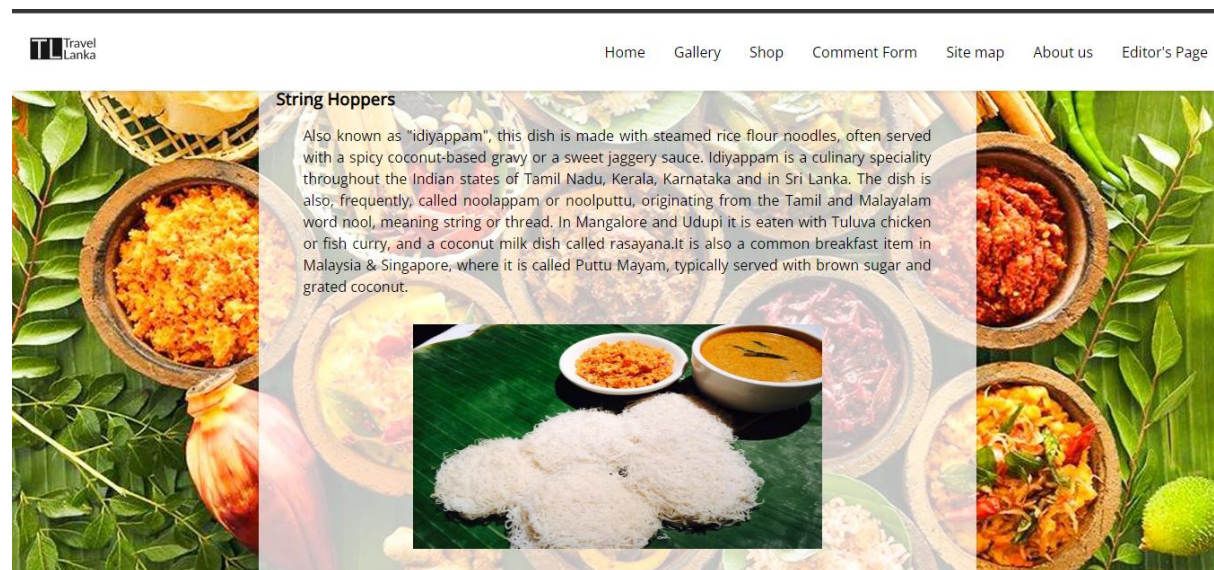 TL Travel
Lanka
Home Gallery Shop Comment Form Site map About us Editor's Page
String Hoppers
Also known as "idiyappam", this dish is made with steamed rice flour noodles, often served
with a spicy coconut-based gravy or a sweet jaggery sauce. Idiyappam is a culinary speciality
throughout the Indian states of Tamil Nadu, Kerala, Karnataka and in Sri Lanka. The dish is
also, frequently, called noolappam or noolputtu, originating from the Tamil and Malayalam
word nool, meaning string or thread. In Mangalore and Udupi it is eaten with Tuluva chicken
or fish curry, and a coconut milk dish called rasayana.It is also a common breakfast item in
Malaysia & Singapore, where it is called Puttu Mayam, typically served with brown sugar and
grated coconut.